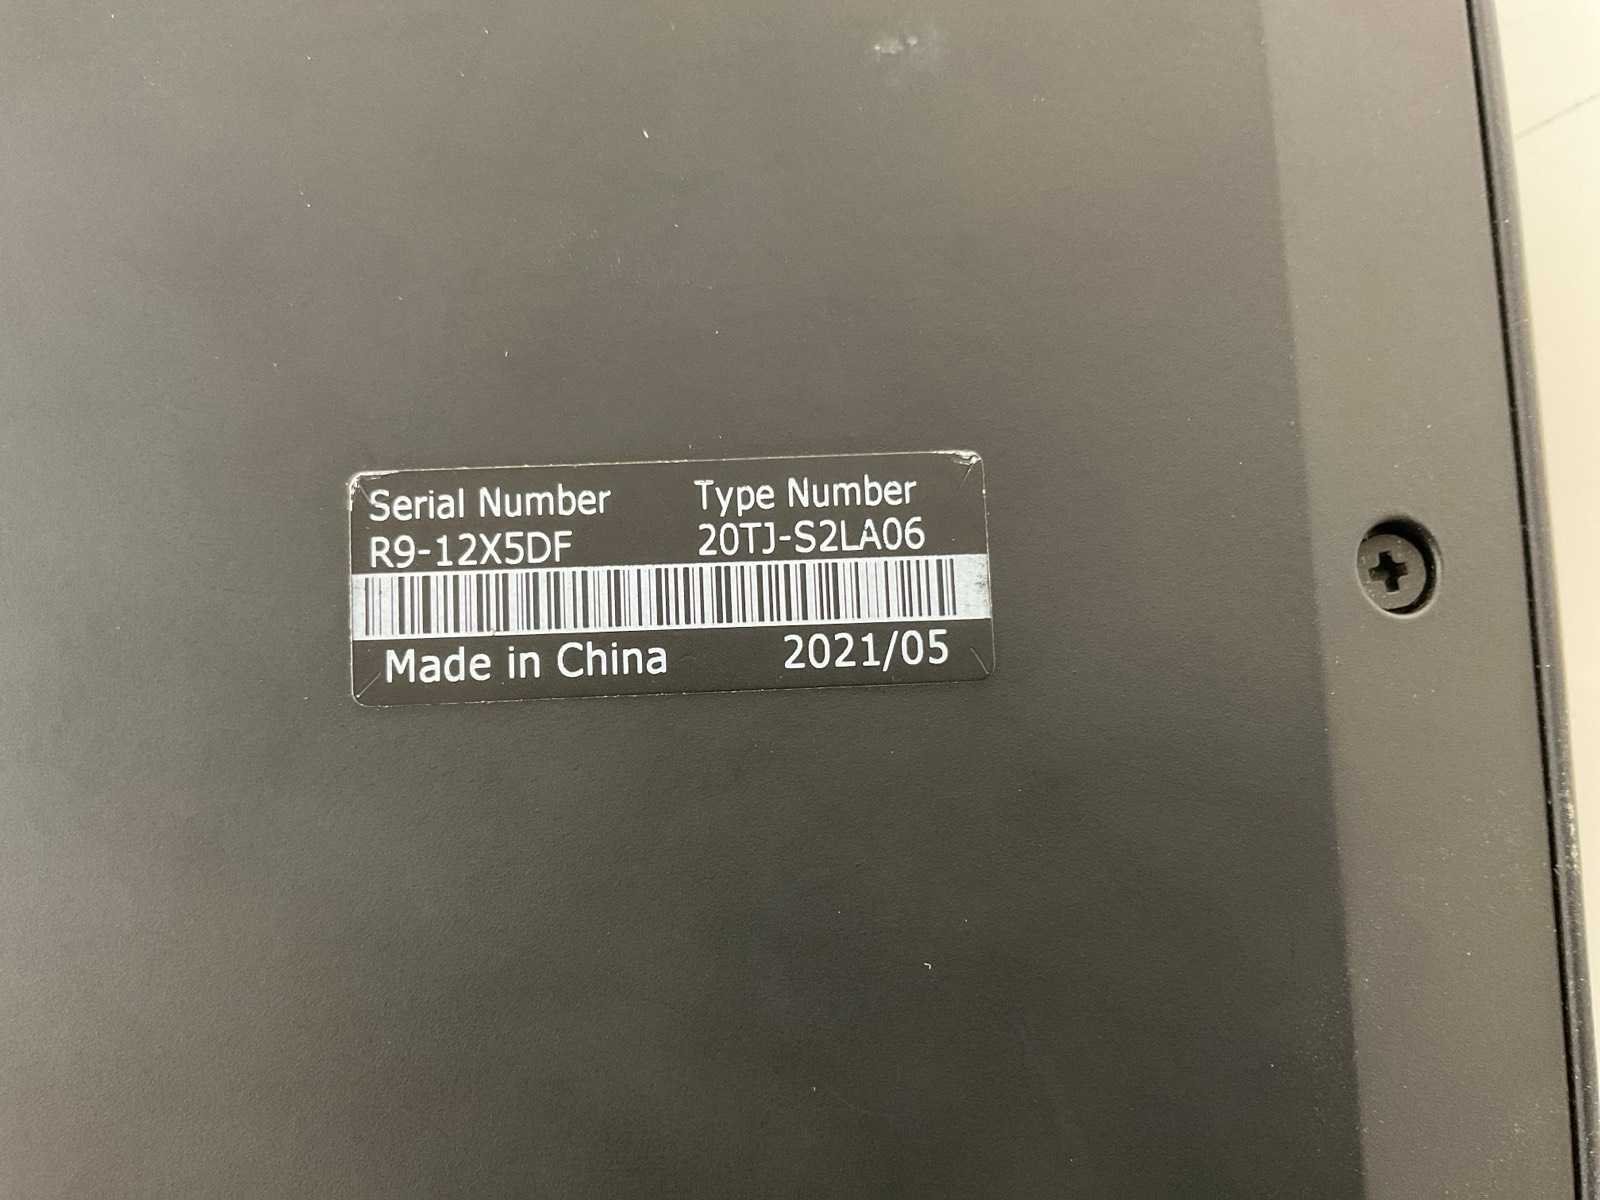 Serial Number Type Number
R9-12X5DF 20TJ-S2LA06
Made in China 2021/05